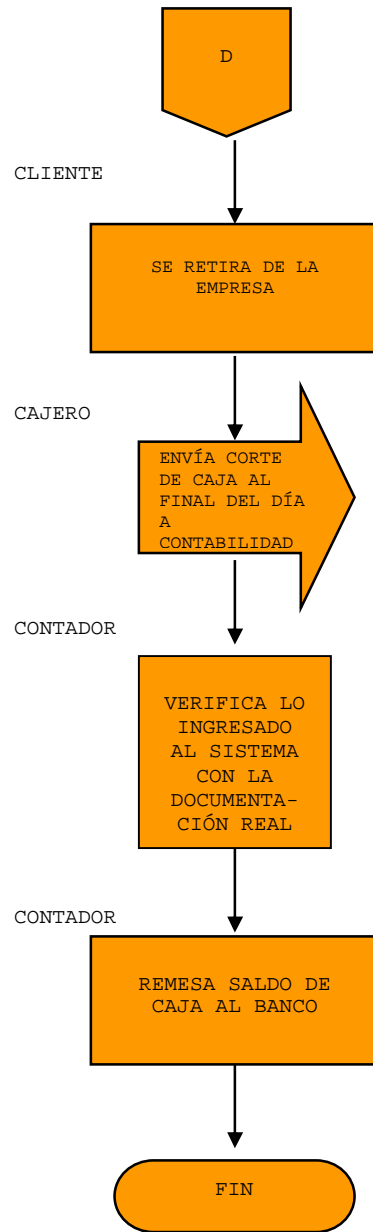 D
CLIENTE
SE RETIRA DE LA
EMPRESA
CAJERO
ENVÍA CORTE
DE CAJA AL
FINAL DEL DÍA
A
CONTABILIDAD
CONTADOR
VERIFICA LO
INGRESADO
AL SISTEMA
CON LA
DOCUMENTA-
CIÓN REAL
CONTADOR
REMESA SALDO DE
CAJA AL BANCO
FIN